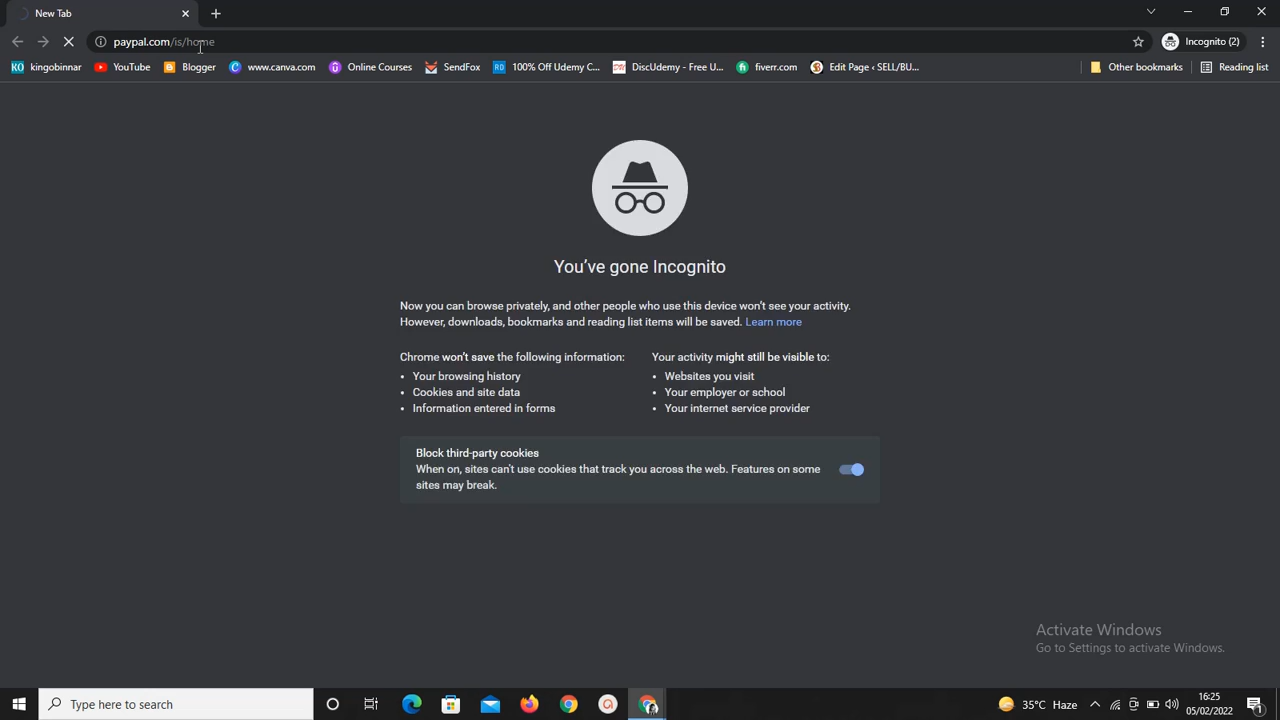 New Tab
paypal.com/is/home
Incognito (2)
KO kingobinnar YouTube Blogger www.canva.com Online Courses SendFox RD 100% Off Udemy C... DiscUdemy - Free U... fiverr.com Edit Page ‹ SELL/BU... Other bookmarks Reading list
You've gone Incognito
Now you can browse privately, and other people who use this device won't see your activity.
However, downloads, bookmarks and reading list items will be saved. Learn more
Chrome won't save the following information:
• Your browsing history
• Cookies and site data
• Information entered in forms
Your activity might still be visible to:
• Websites you visit
• Your employer or school
• Your internet service provider
Block third-party cookies
When on, sites can't use cookies that track you across the web. Features on some
sites may break.
Activate Windows
Go to Settings to activate Windows.
Type here to search
35°C Haze
16:25
05/02/2022
1